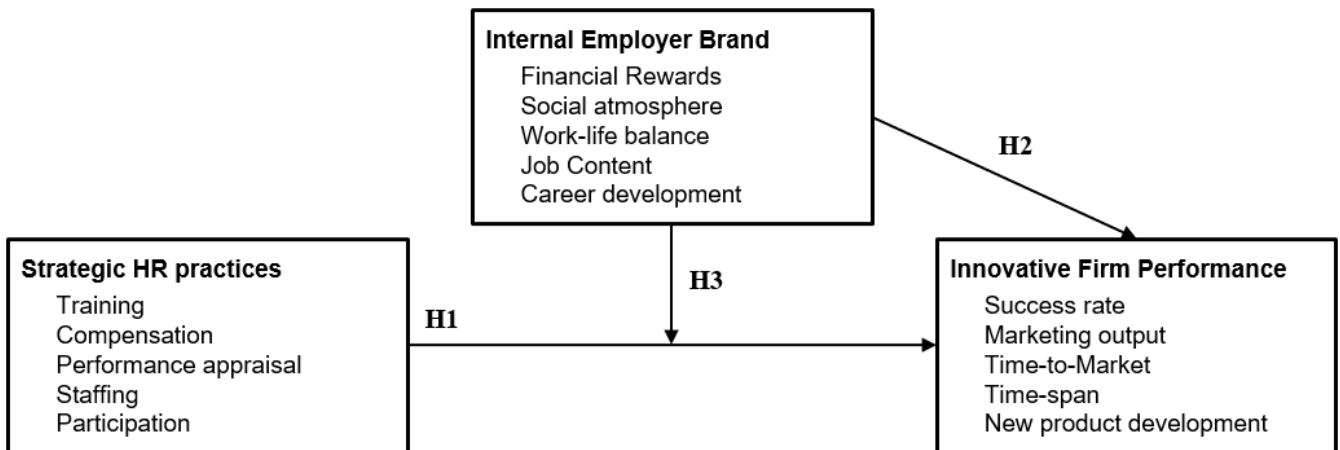 Internal Employer Brand
Financial Rewards
Social atmosphere
Work-life balance
Job Content
Career development
H2
Strategic HR practices
Training
Compensation
Performance appraisal
Staffing
Participation
H1
H3
Innovative Firm Performance
Success rate
Marketing output
Time-to-Market
Time-span
New product development